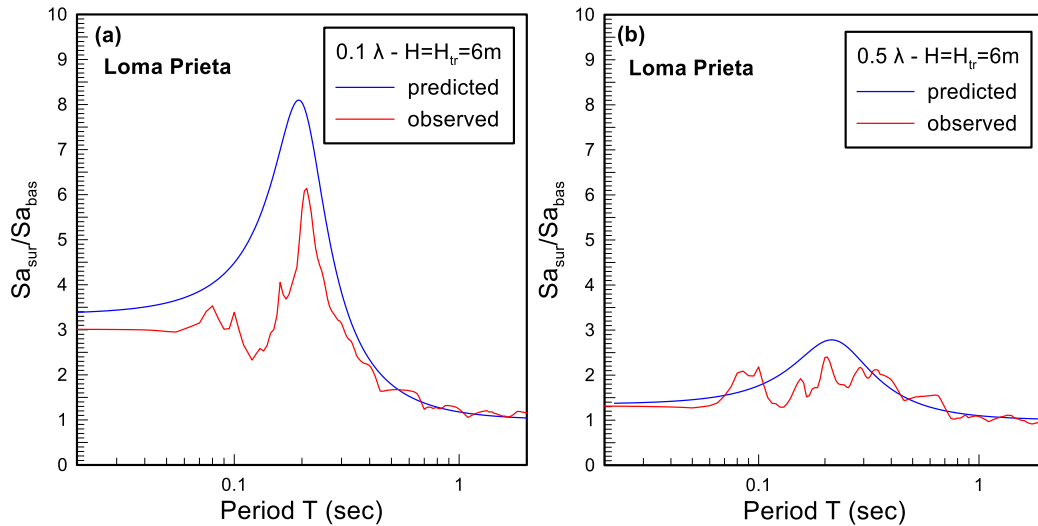 (a)
Loma Prieta
0.1 λ - H=H_tr=6m
predicted
observed
10
9
8
7
6
5
4
3
2
1
0
Sa_sur/Sa_bas
0.1
1
Period T (sec)
(b)
Loma Prieta
0.5 λ - H=H_tr=6m
predicted
observed
10
9
8
7
6
5
4
3
2
1
0
Sa_sur/Sa_bas
0.1
1
Period T (sec)